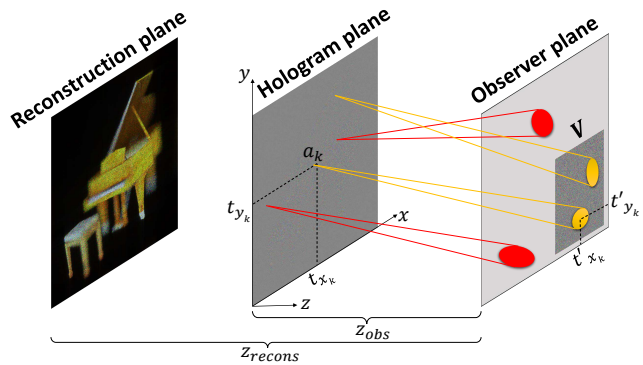 Reconstruction plane
Hologram plane
Observer plane
y
V
a_k
t_{y_k}
x
t'_{y_k}
t_{x_k}
t'_{x_k}
z
z_{obs}
z_{recons}